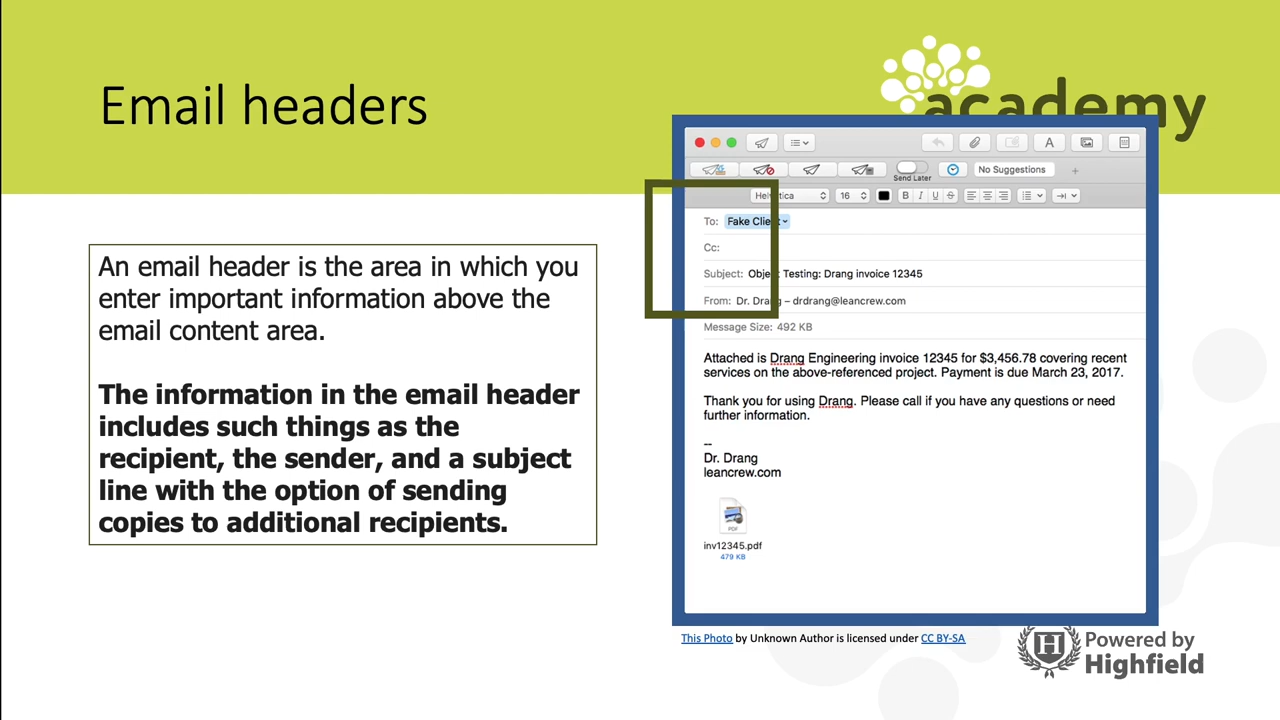 Email headers
academy
An email header is the area in which you
enter important information above the
email content area.
The information in the email header
includes such things as the
recipient, the sender, and a subject
line with the option of sending
copies to additional recipients.
Send Later
No Suggestions
Helvetica
16
B I U S
To: Fake Client
Cc:
Subject: Object Testing: Drang invoice 12345
From: Dr. Drang – drdrang@leancrew.com
Message Size: 492 KB
Attached is Drang Engineering invoice 12345 for $3,456.78 covering recent
services on the above-referenced project. Payment is due March 23, 2017.
Thank you for using Drang. Please call if you have any questions or need
further information.
--
Dr. Drang
leancrew.com
PDF
inv12345.pdf
479 KB
This Photo by Unknown Author is licensed under CC BY-SA
H
Powered by
Highfield